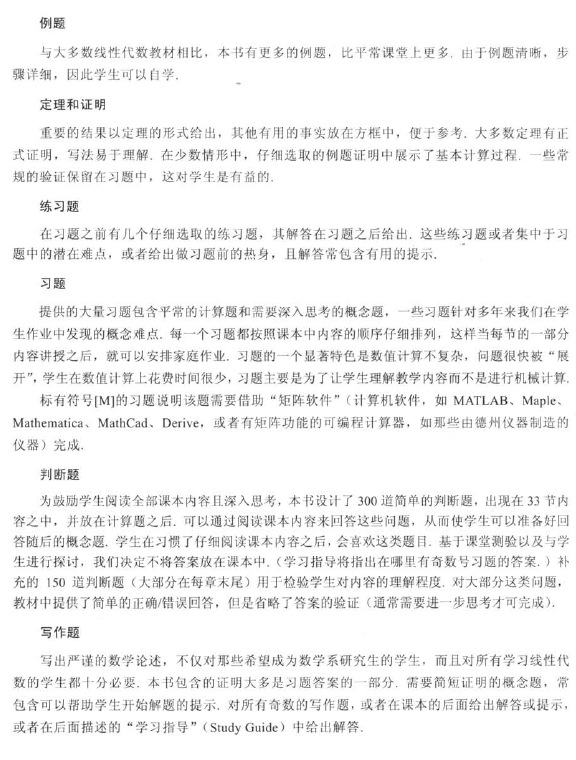 例题
与大多数线性代数教材相比，本书有更多的例题，比平常课堂上更多. 由于例题清晰，步
骤详细，因此学生可以自学.
定理和证明
重要的结果以定理的形式给出，其他有用的事实放在方框中，便于参考. 大多数定理有正
式证明，写法易于理解. 在少数情形中，仔细选取的例题证明中展示了基本计算过程. 一些常
规的验证保留在习题中，这对学生是有益的.
练习题
在习题之前有几个仔细选取的练习题，其解答在习题之后给出. 这些练习题或者集中于习
题中的潜在难点，或者给出做习题前的热身，且解答常包含有用的提示.
习题
提供的大量习题包含平常的计算题和需要深入思考的概念题，一些习题针对多年来我们在学
生作业中发现的概念难点. 每一个习题都按照课本中内容的顺序仔细排列，这样当每节的一部分
内容讲授之后，就可以安排家庭作业. 习题的一个显著特色是数值计算不复杂，问题很快被“展
开”，学生在数值计算上花费时间很少，习题主要是为了让学生理解教学内容而不是进行机械计算.
标有符号[M]的习题说明该题需要借助“矩阵软件”（计算机软件，如 MATLAB、Maple、
Mathematica、MathCad、Derive，或者有矩阵功能的可编程计算器，如那些由德州仪器制造的
仪器）完成.
判断题
为鼓励学生阅读全部课本内容且深入思考，本书设计了 300 道简单的判断题，出现在 33 节内
容之中，并放在计算题之后. 可以通过阅读课本内容来回答这些问题，从而使学生可以准备好回
答随后的概念题. 学生在习惯了仔细阅读课本内容之后，会喜欢这类题目. 基于课堂测验以及与学
生进行探讨，我们决定不将答案放在课本中.（学习指导将指出在哪里有奇数号习题的答案.）补
充的 150 道判断题（大部分在每章末尾）用于检验学生对内容的理解程度. 对大部分这类问题，
教材中提供了简单的正确/错误回答，但是省略了答案的验证（通常需要进一步思考才可完成）.
写作题
写出严谨的数学论述，不仅对那些希望成为数学系研究生的学生，而且对所有学习线性代
数的学生都十分必要. 本书包含的证明大多是习题答案的一部分. 需要简短证明的概念题，常
包含可以帮助学生开始解题的提示. 对所有奇数的写作题，或者在课本的后面给出解答或提示，
或者在后面描述的“学习指导”（Study Guide）中给出解答.